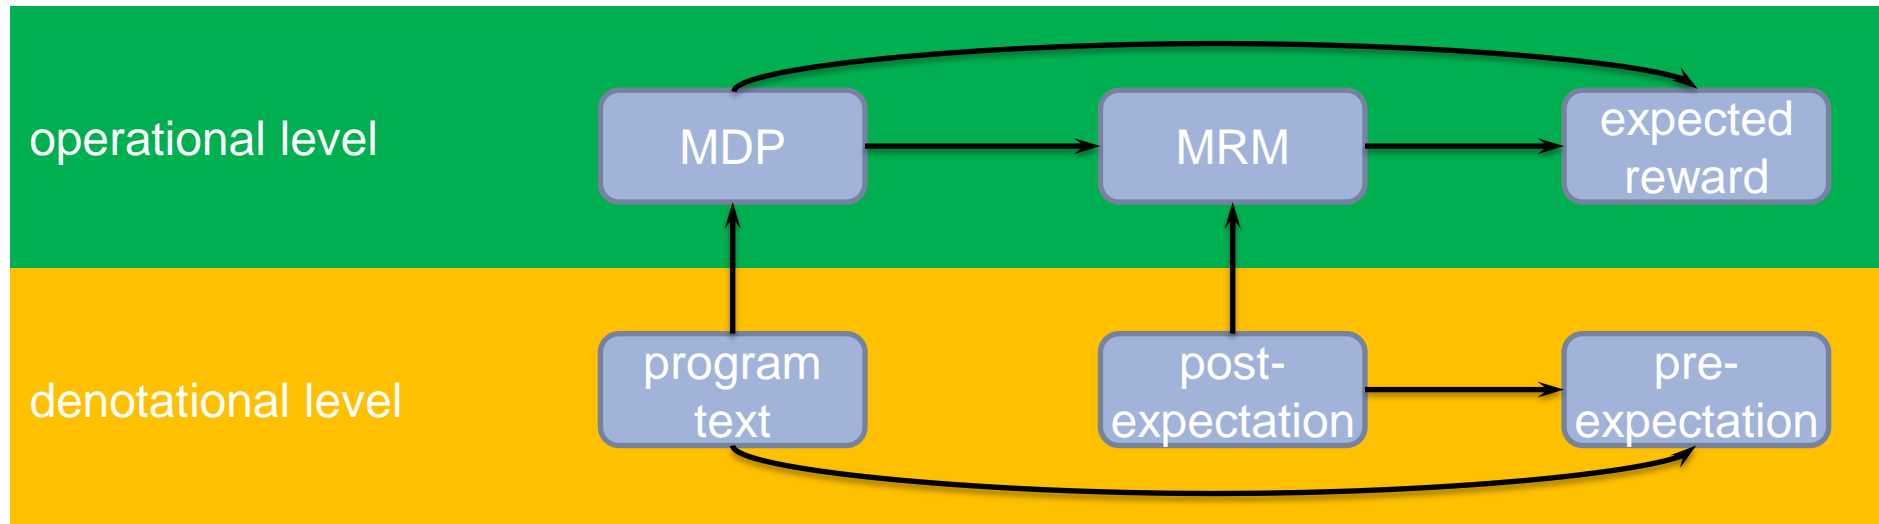 operational level
MDP
MRM
expected
reward
denotational level
program
text
post-
expectation
pre-
expectation